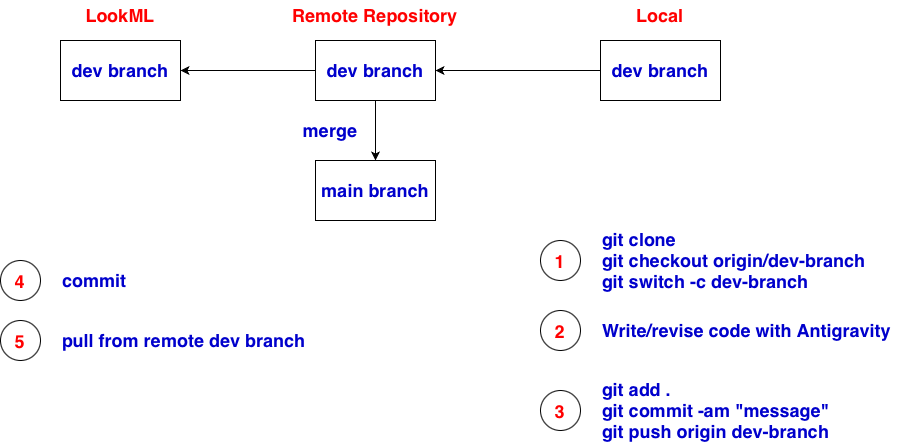 LookML
Remote Repository
Local
dev branch
dev branch
dev branch
merge
main branch
1
git clone
git checkout origin/dev-branch
git switch -c dev-branch
4
commit
2
Write/revise code with Antigravity
5
pull from remote dev branch
3
git add .
git commit -am "message"
git push origin dev-branch